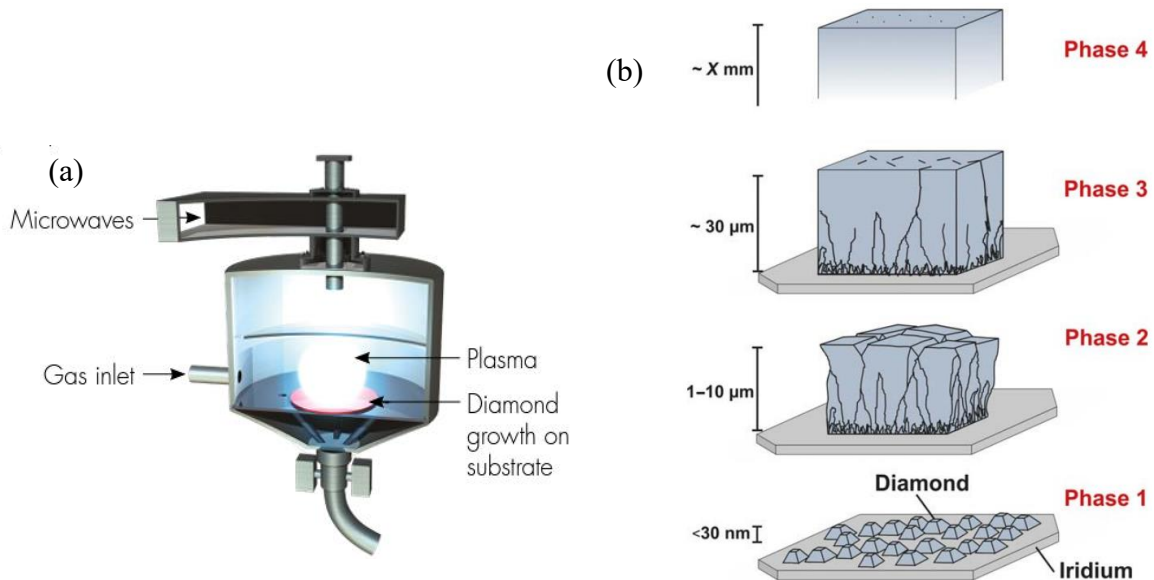 (a)
Microwaves
Gas inlet
Plasma
Diamond
growth on
substrate
(b)
~ X mm
Phase 4
~ 30 µm
Phase 3
1–10 µm
Phase 2
<30 nm
Diamond
Phase 1
Iridium